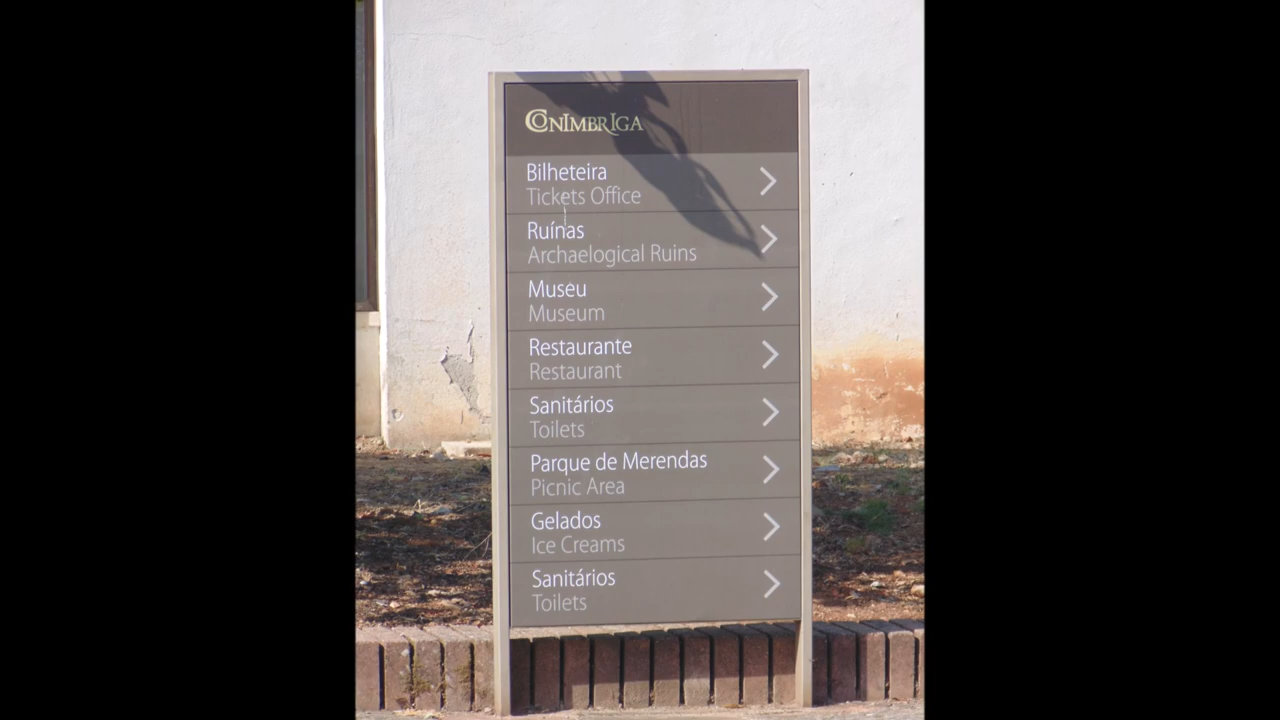 CONIMBRIGA
Bilheteira
Tickets Office
Ruínas
Archaelogical Ruins
Museu
Museum
Restaurante
Restaurant
Sanitários
Toilets
Parque de Merendas
Picnic Area
Gelados
Ice Creams
Sanitários
Toilets